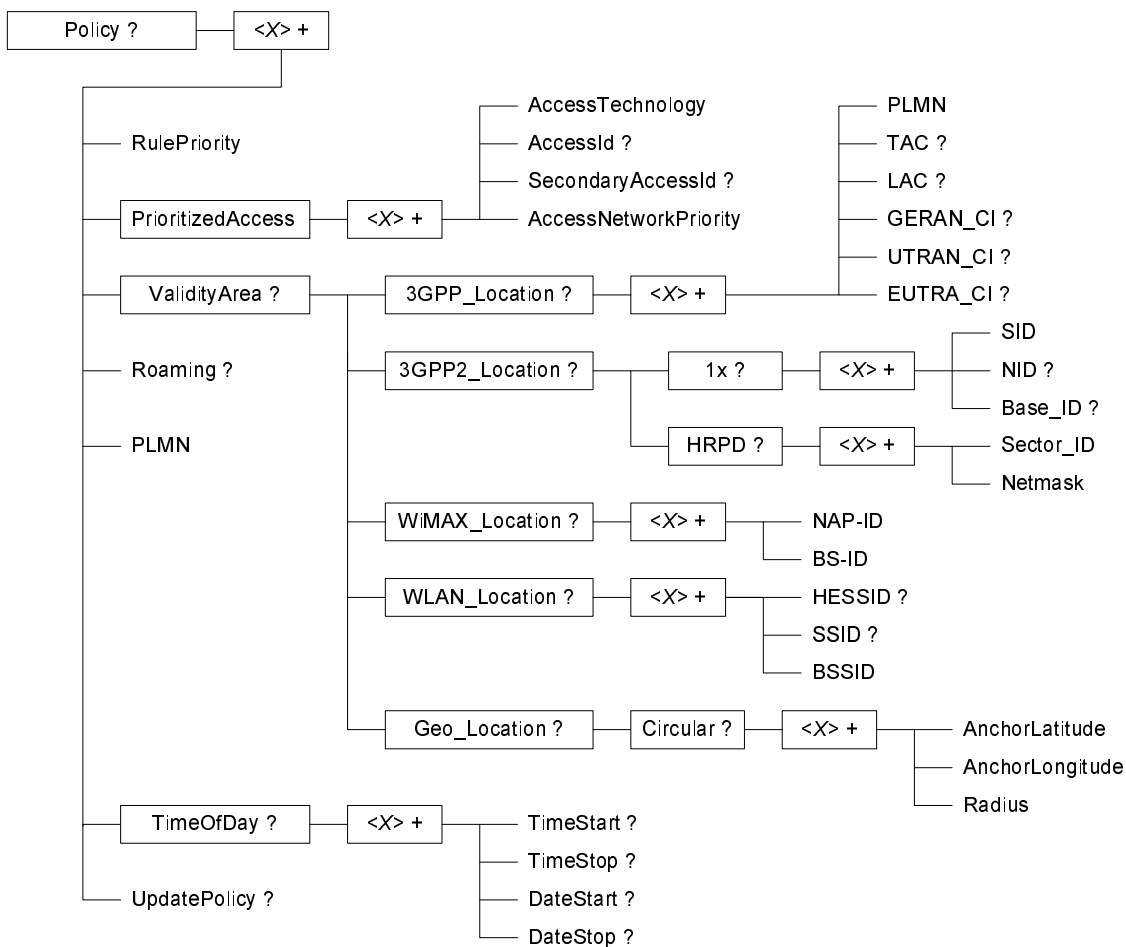 Policy ?
<X> +
AccessTechnology
PLMN
RulePriority
AccessId ?
TAC ?
SecondaryAccessId ?
LAC ?
PrioritizedAccess
<X> +
AccessNetworkPriority
GERAN_CI ?
UTRAN_CI ?
ValidityArea ?
3GPP_Location ?
<X> +
EUTRA_CI ?
SID
Roaming ?
3GPP2_Location ?
1x ?
<X> +
NID ?
Base_ID ?
PLMN
HRPD ?
<X> +
Sector_ID
Netmask
WiMAX_Location ?
<X> +
NAP-ID
BS-ID
WLAN_Location ?
<X> +
HESSID ?
SSID ?
BSSID
Geo_Location ?
Circular ?
<X> +
AnchorLatitude
AnchorLongitude
Radius
TimeOfDay ?
<X> +
TimeStart ?
TimeStop ?
UpdatePolicy ?
DateStart ?
DateStop ?